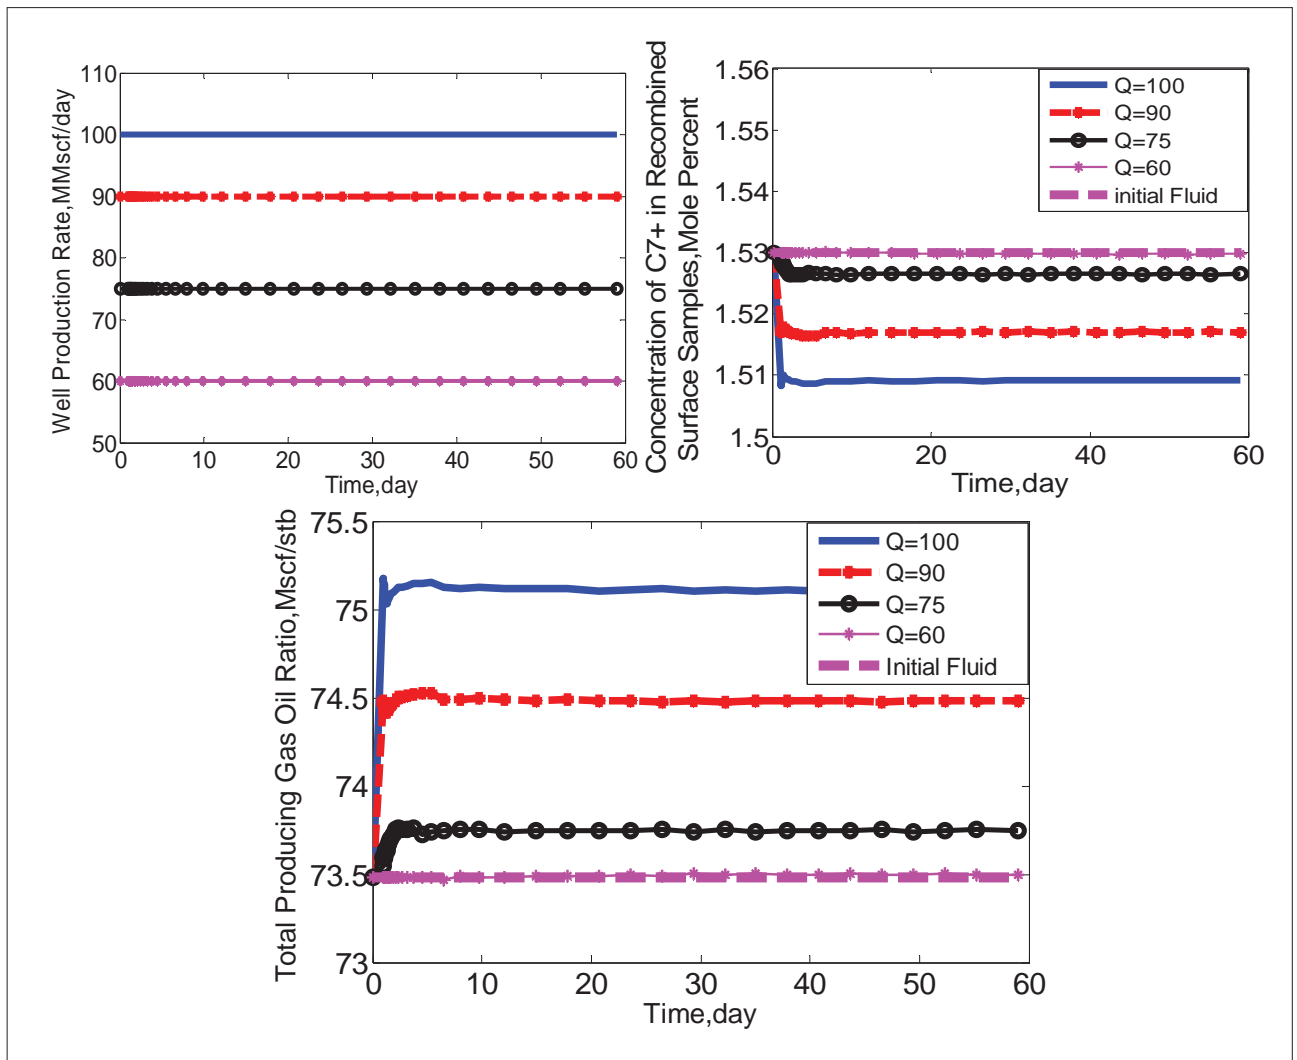 Well Production Rate,MMscf/day
110
100
90
80
70
60
50
0 10 20 30 40 50 60
Time,day
Concentration of C7+ in Recombined
Surface Samples,Mole Percent
1.56
1.55
1.54
1.53
1.52
1.51
1.5
0 20 40 60
Time,day
Q=100
Q=90
Q=75
Q=60
initial Fluid
Total Producing Gas Oil Ratio,Mscf/stb
75.5
75
74.5
74
73.5
73
0 10 20 30 40 50 60
Time,day
Q=100
Q=90
Q=75
Q=60
Initial Fluid